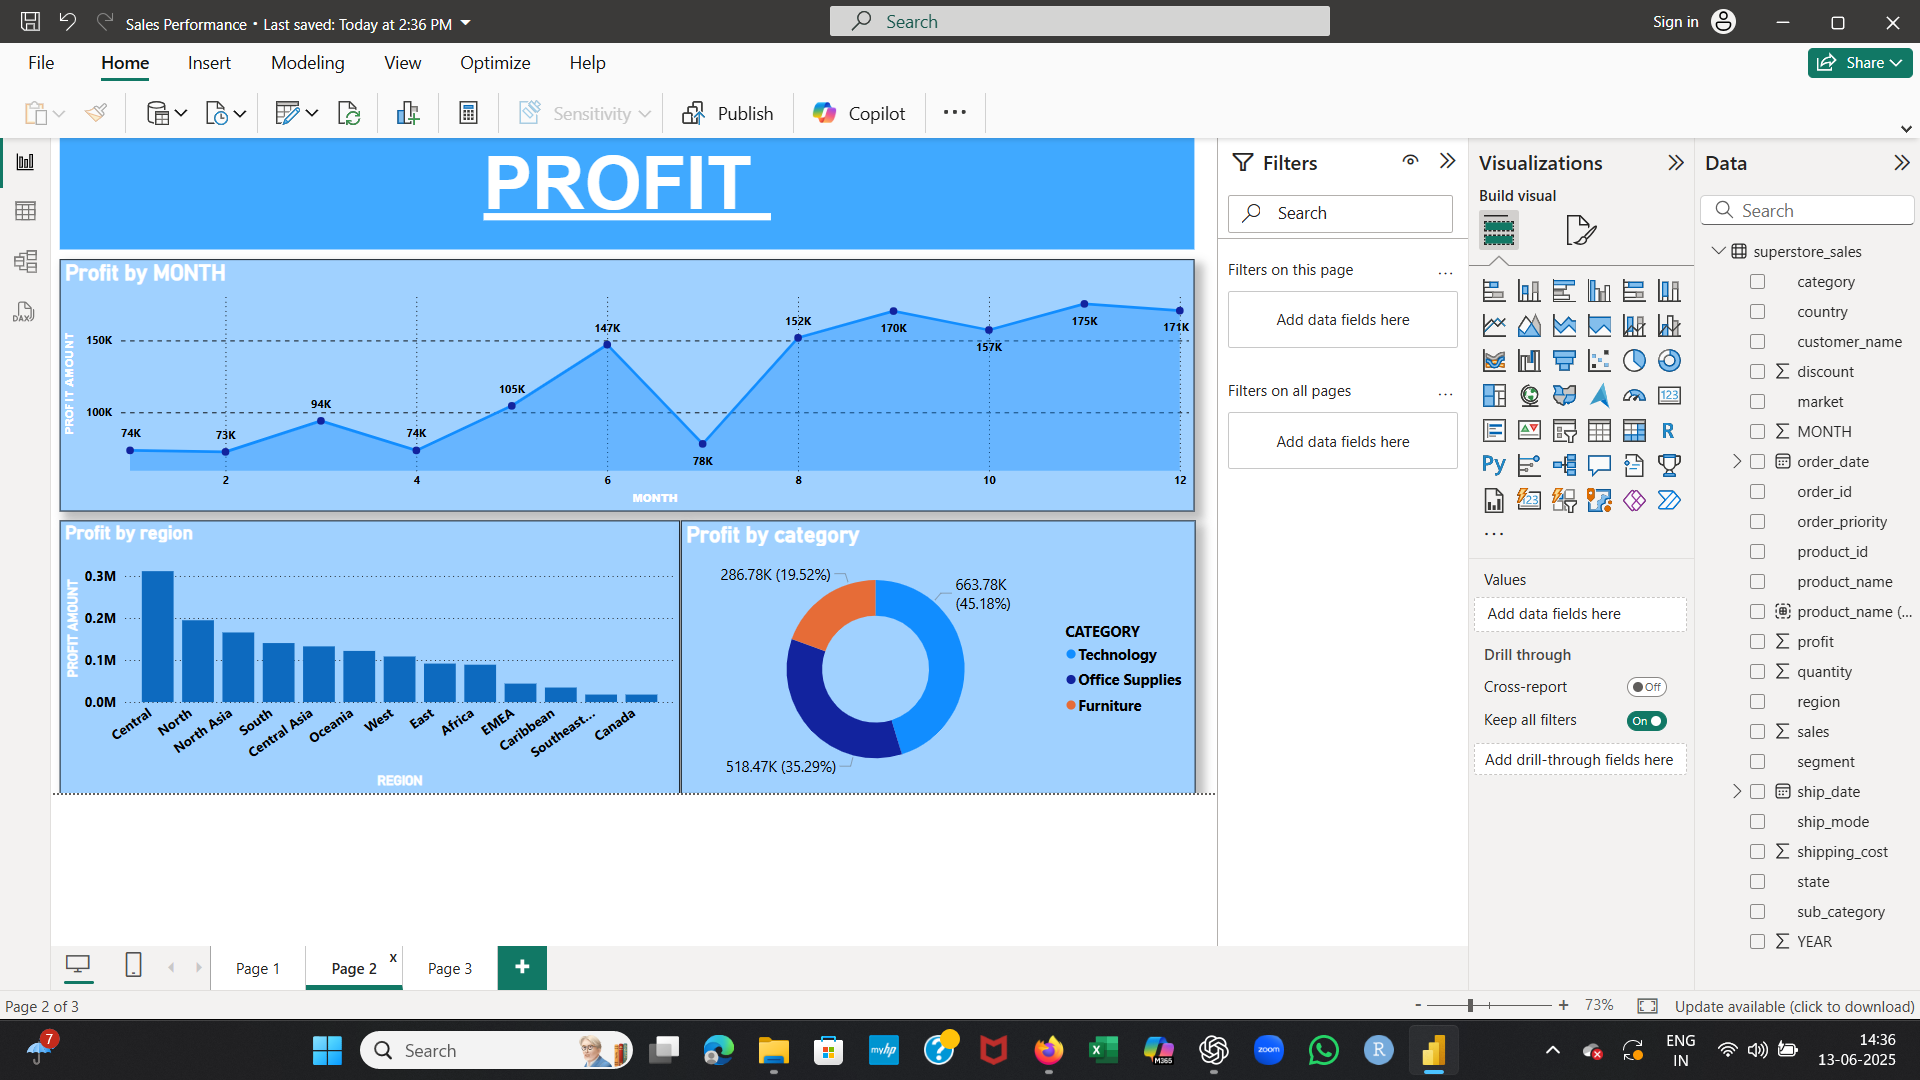 Sales Performance • Last saved: Today at 2:36 PM
Search
Sign in
File Home Insert Modeling View Optimize Help
Share
Sensitivity
Publish
Copilot
PROFIT
Profit by MONTH
PROFIT AMOUNT
150K
100K
74K
73K
94K
74K
105K
147K
78K
152K
170K
157K
175K
171K
2 4 6 8 10 12
MONTH
Profit by region
PROFIT AMOUNT
0.3M
0.2M
0.1M
0.0M
Central
North
North Asia
South
Central Asia
Oceania
West
East
Africa
EMEA
Caribbean
Southeast...
Canada
REGION
Profit by category
286.78K (19.52%)
663.78K
(45.18%)
518.47K (35.29%)
CATEGORY
Technology
Office Supplies
Furniture
Filters
Search
Filters on this page
Add data fields here
Filters on all pages
Add data fields here
Visualizations
Build visual
123
R
Py
123
Values
Add data fields here
Drill through
Cross-report
Off
Keep all filters
On
Add drill-through fields here
Data
Search
superstore_sales
category
country
customer_name
discount
market
MONTH
order_date
order_id
order_priority
product_id
product_name
product_name (...
profit
quantity
region
sales
segment
ship_date
ship_mode
shipping_cost
state
sub_category
YEAR
DAX
Page 1
Page 2
x
Page 3
+
Page 2 of 3
- + 73%
Update available (click to download)
7
Search
myhp
M365
zoom
R
ENG
IN
14:36
13-06-2025